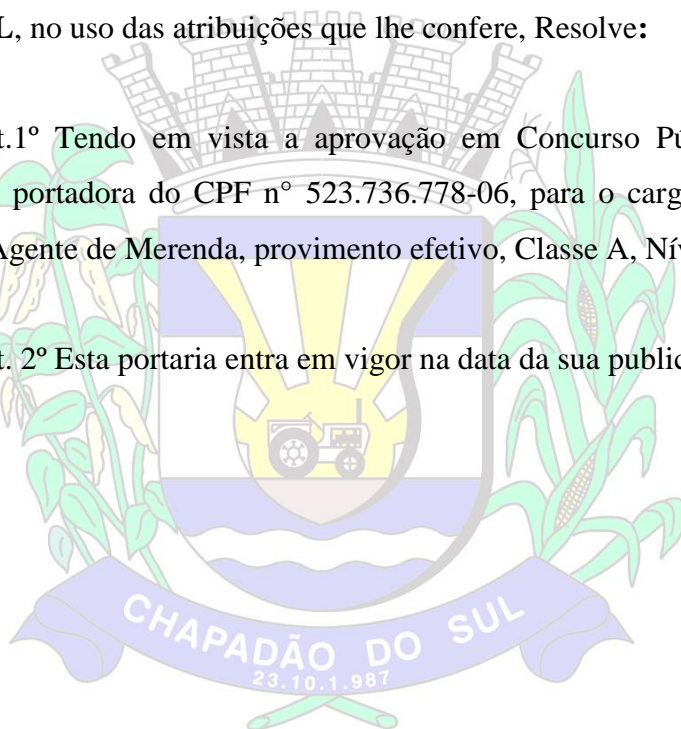 L, no uso das atribuições que lhe confere, Resolve:
t.1º Tendo em vista a aprovação em Concurso Pú
portadora do CPF n° 523.736.778-06, para o carg
Agente de Merenda, provimento efetivo, Classe A, Nív
t. 2º Esta portaria entra em vigor na data da sua public
CHAPADÃO DO SUL
23.10.1.987